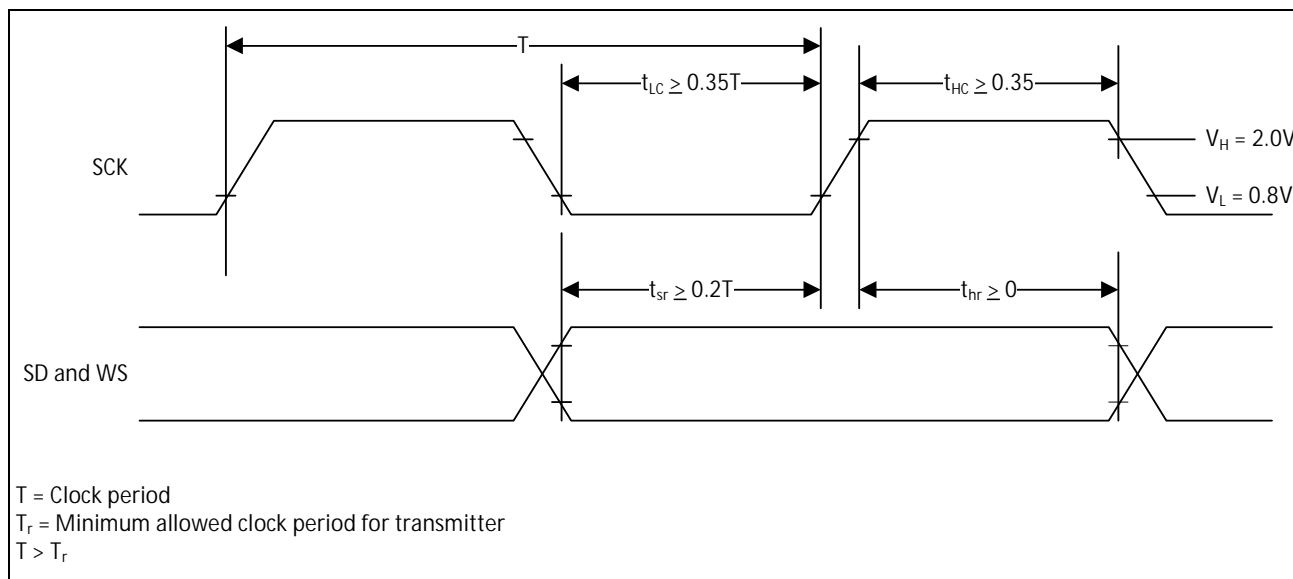 T
t_LC ≥ 0.35T
t_HC ≥ 0.35
V_H = 2.0V
SCK
V_L = 0.8V
t_sr ≥ 0.2T
t_hr ≥ 0
SD and WS
T = Clock period
T_r = Minimum allowed clock period for transmitter
T > T_r